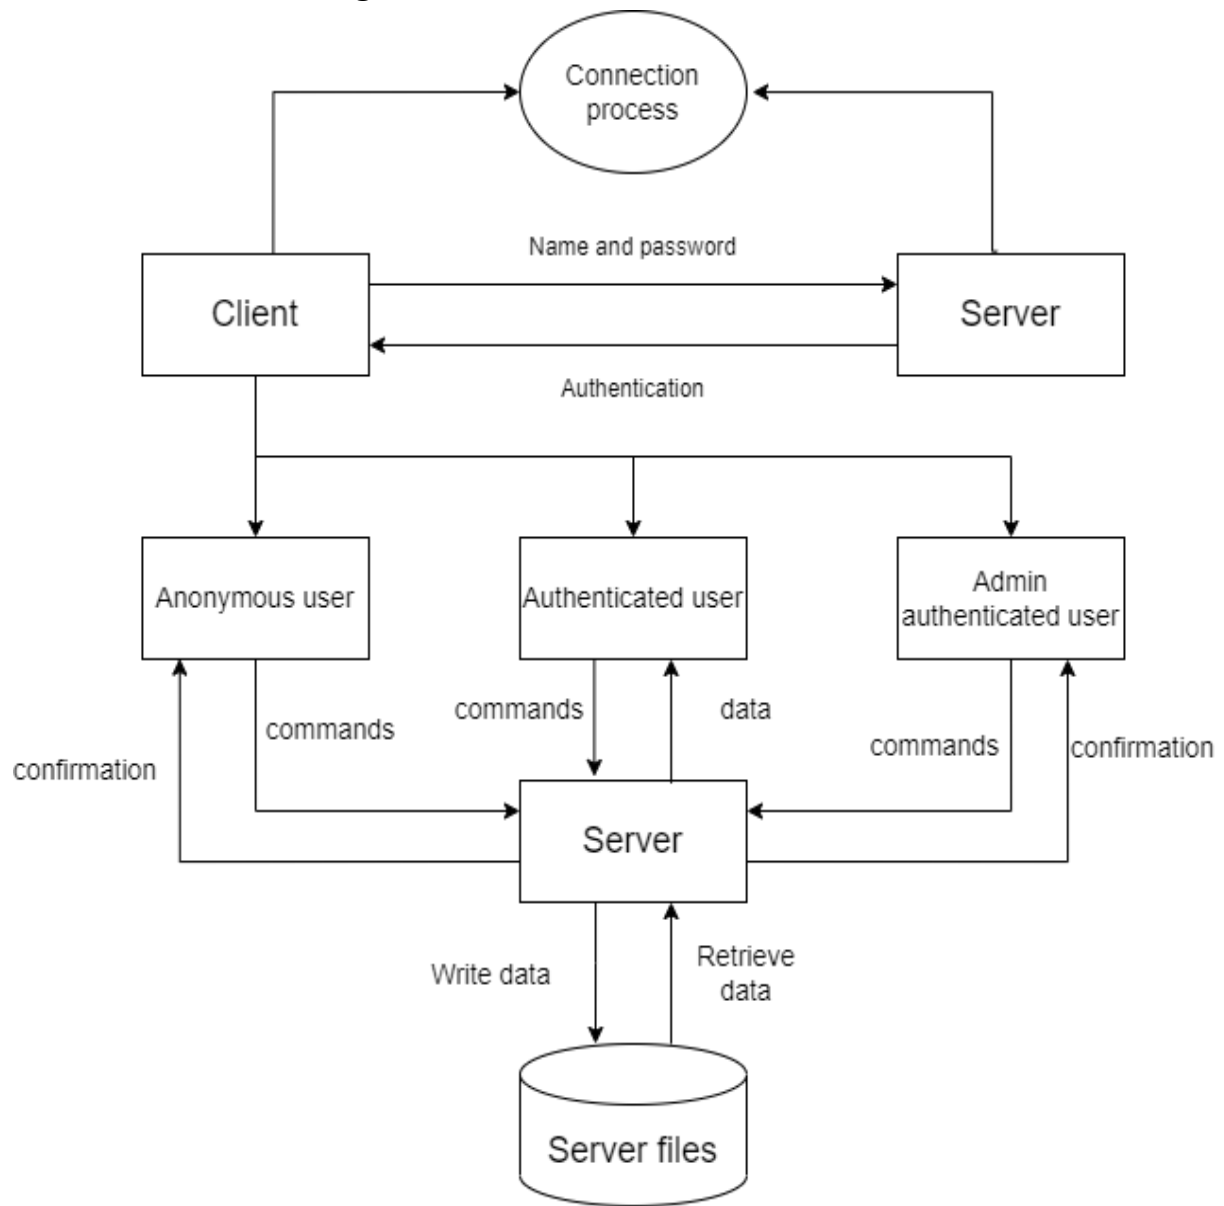 Connection
process
Name and password
Client
Server
Authentication
Anonymous user
Authenticated user
Admin
authenticated user
commands
data
commands
commands
confirmation
confirmation
Server
Write data
Retrieve
data
Server files